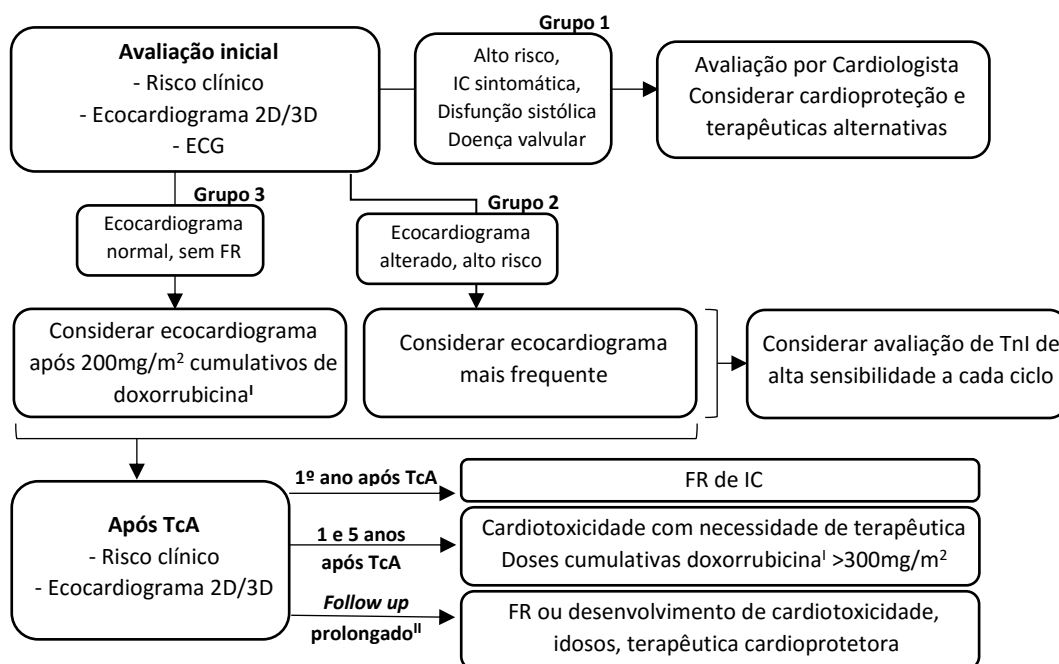 Grupo 1
Avaliação inicial
- Risco clínico
- Ecocardiograma 2D/3D
- ECG
Alto risco,
IC sintomática,
Disfunção sistólica
Doença valvular
Avaliação por Cardiologista
Considerar cardioproteção e
terapêuticas alternativas
Grupo 3
Ecocardiograma
normal, sem FR
Grupo 2
Ecocardiograma
alterado, alto risco
Considerar ecocardiograma
após 200mg/m² cumulativos de
doxorrubicinaᴵ
Considerar ecocardiograma
mais frequente
Considerar avaliação de TnI de
alta sensibilidade a cada ciclo
Após TcA
- Risco clínico
- Ecocardiograma 2D/3D
1º ano após TcA
FR de IC
1 e 5 anos
após TcA
Cardiotoxicidade com necessidade de terapêutica
Doses cumulativas doxorrubicinaᴵ >300mg/m²
Follow up
prolongadoᴵᴵ
FR ou desenvolvimento de cardiotoxicidade,
idosos, terapêutica cardioprotetora